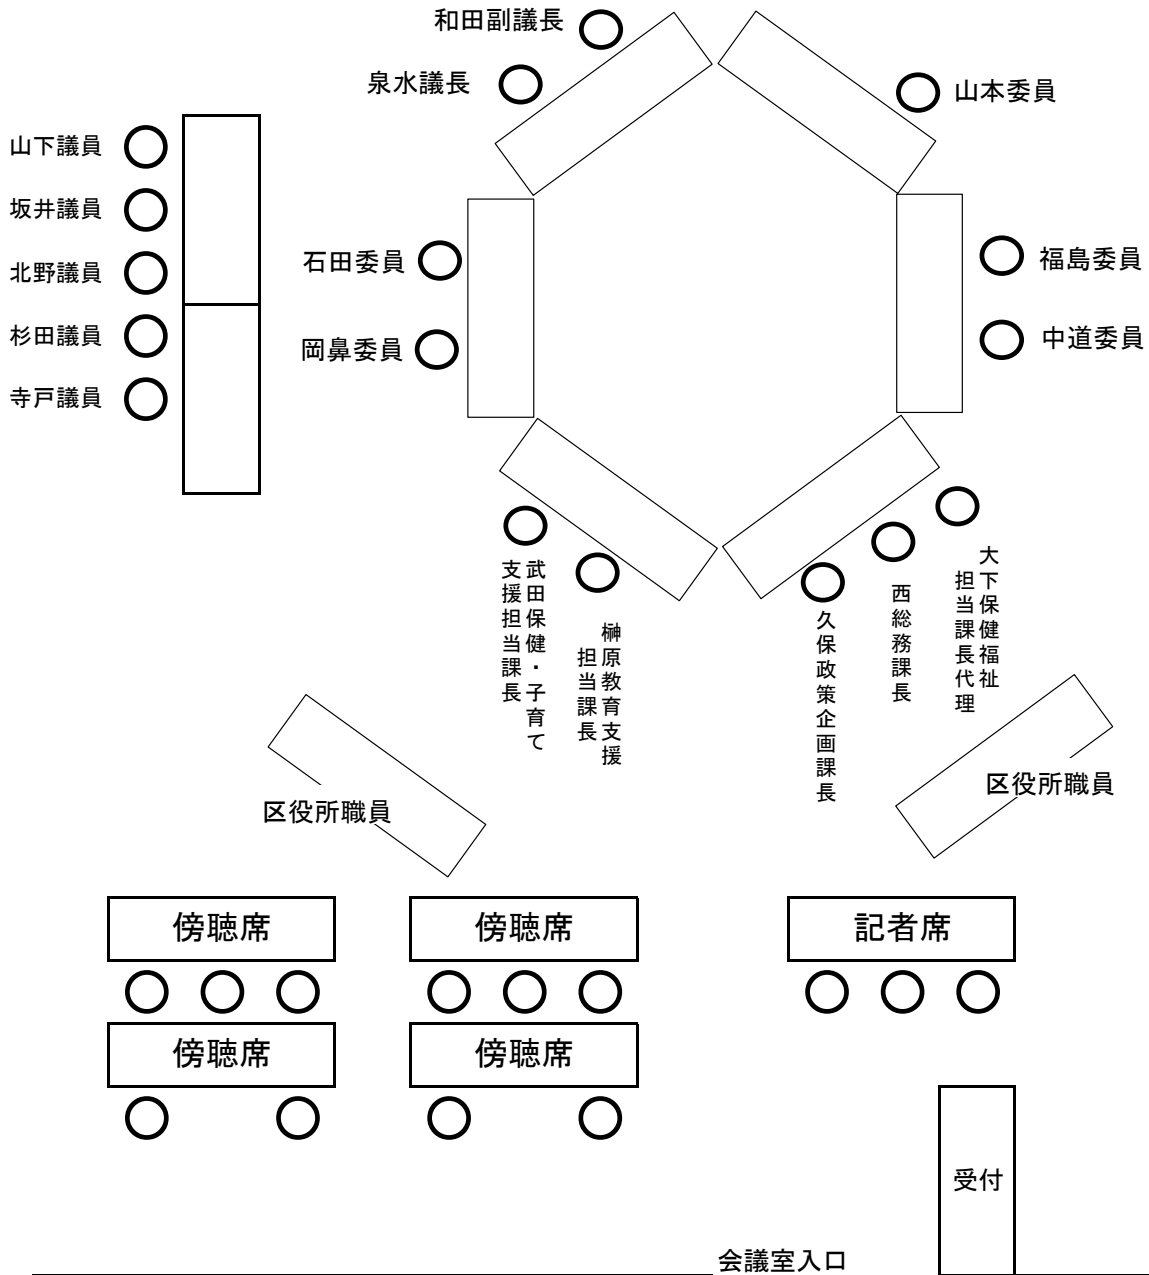 和田副議長
泉水議長
山本委員
山下議員
坂井議員
北野議員
杉田議員
寺戸議員
石田委員
岡鼻委員
福島委員
中道委員
武田保健・子育て
支援担当課長
榊原教育支援
担当課長
久保政策企画課長
西総務課長
大下保健福祉
担当課長代理
区役所職員
区役所職員
傍聴席
傍聴席
記者席
傍聴席
傍聴席
受付
会議室入口